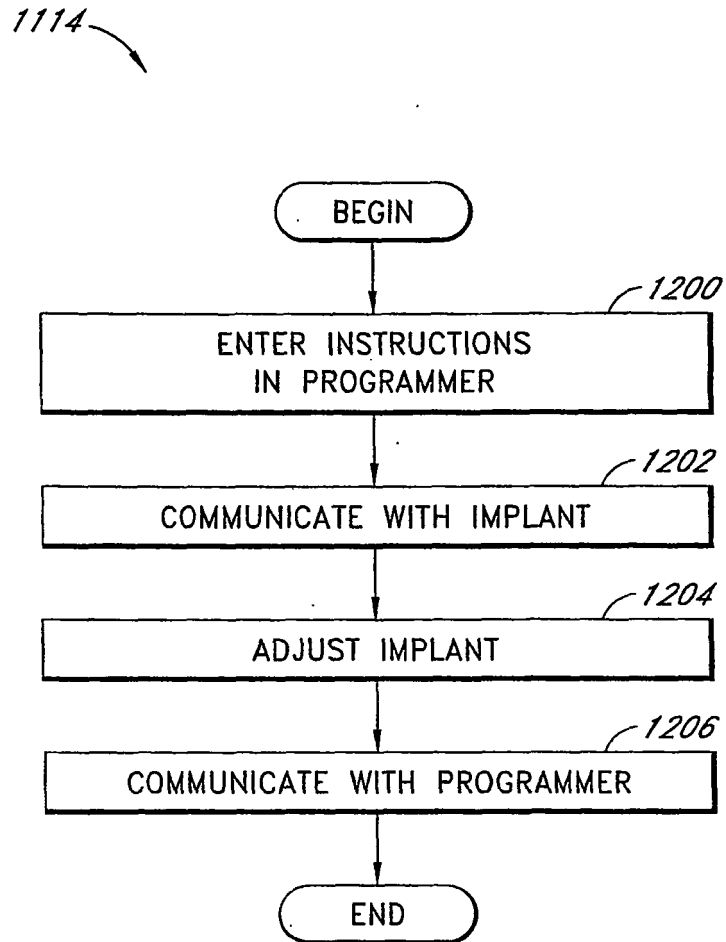 1114
BEGIN
1200
ENTER INSTRUCTIONS
IN PROGRAMMER
1202
COMMUNICATE WITH IMPLANT
1204
ADJUST IMPLANT
1206
COMMUNICATE WITH PROGRAMMER
END